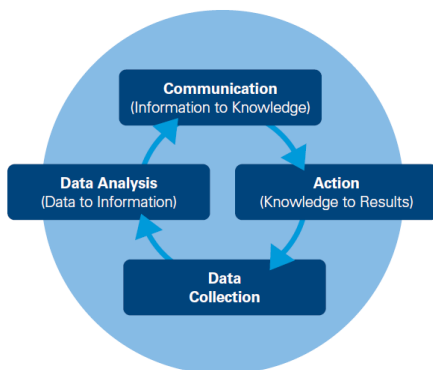 Communication
(Information to Knowledge)
Data Analysis
(Data to Information)
Action
(Knowledge to Results)
Data
Collection